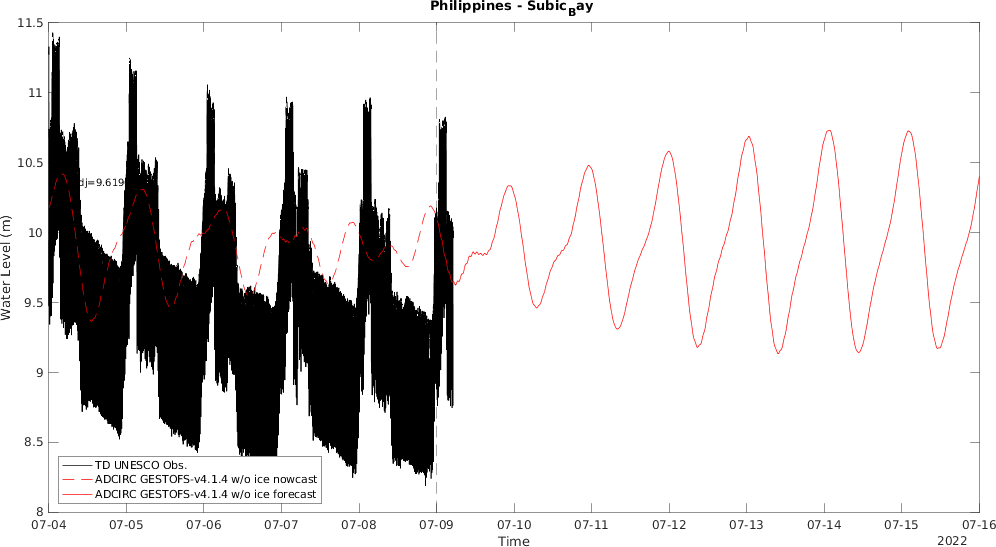 Philippines - Subic_Bay
11.5
11
10.5
10
9.5
9
8.5
8
Water Level (m)
dj=9.619
TD UNESCO Obs.
ADCIRC GESTOFS-v4.1.4 w/o ice nowcast
ADCIRC GESTOFS-v4.1.4 w/o ice forecast
07-04 07-05 07-06 07-07 07-08 07-09 07-10 07-11 07-12 07-13 07-14 07-15 07-16
Time
2022